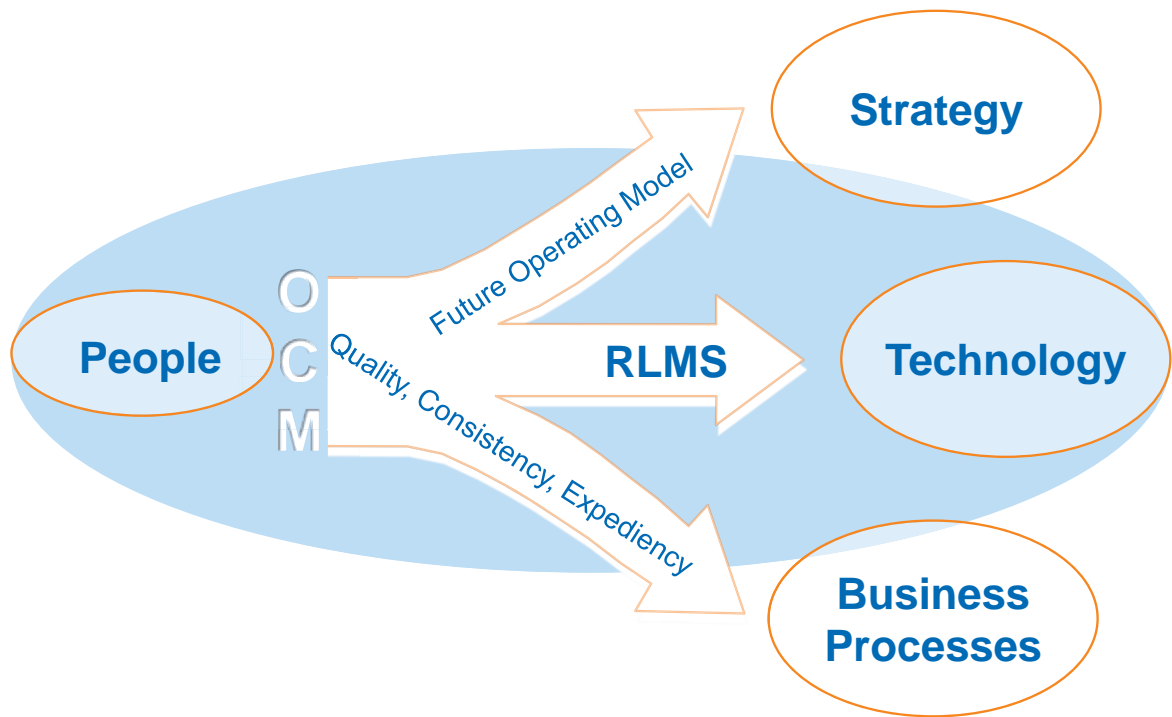 Strategy
Future Operating Model
O
C
M
People
Quality, Consistency, Expediency
RLMS
Technology
Business
Processes